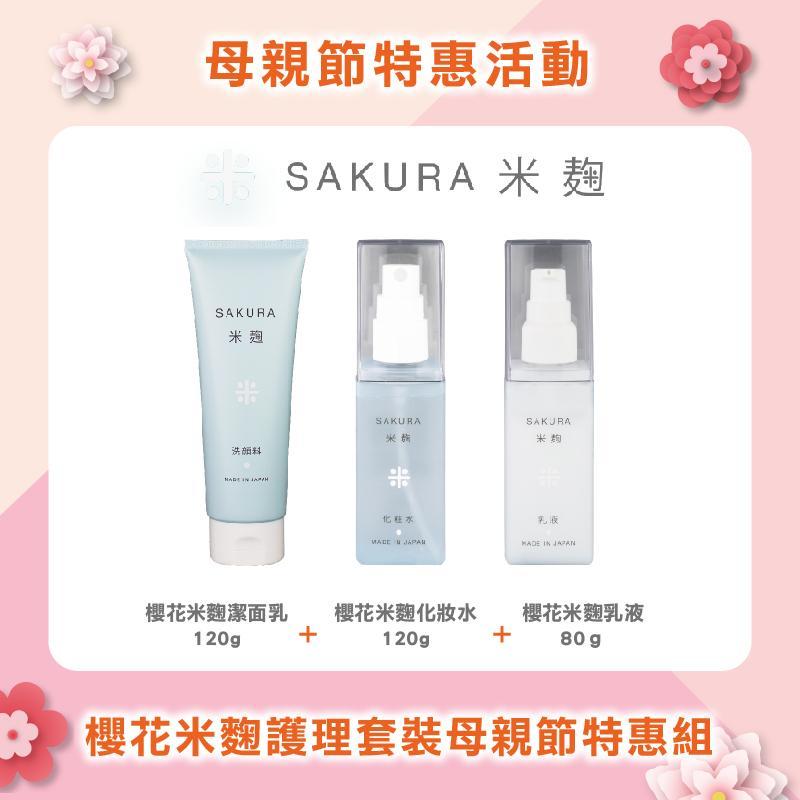 母親節特惠活動
SAKURA 米麹
SAKURA
米麹
洗顔料
MADE IN JAPAN
SAKURA
米麹
化粧水
MADE IN JAPAN
SAKURA
米麹
乳液
MADE IN JAPAN
櫻花米麴潔面乳
120g
+
櫻花米麴化妝水
120g
+
櫻花米麴乳液
80g
櫻花米麴護理套裝母親節特惠組